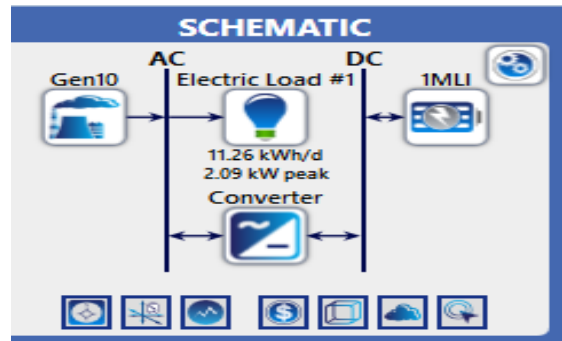 SCHEMATIC
AC DC
Gen10 Electric Load #1 1MLI
11.26 kWh/d
2.09 kW peak
Converter